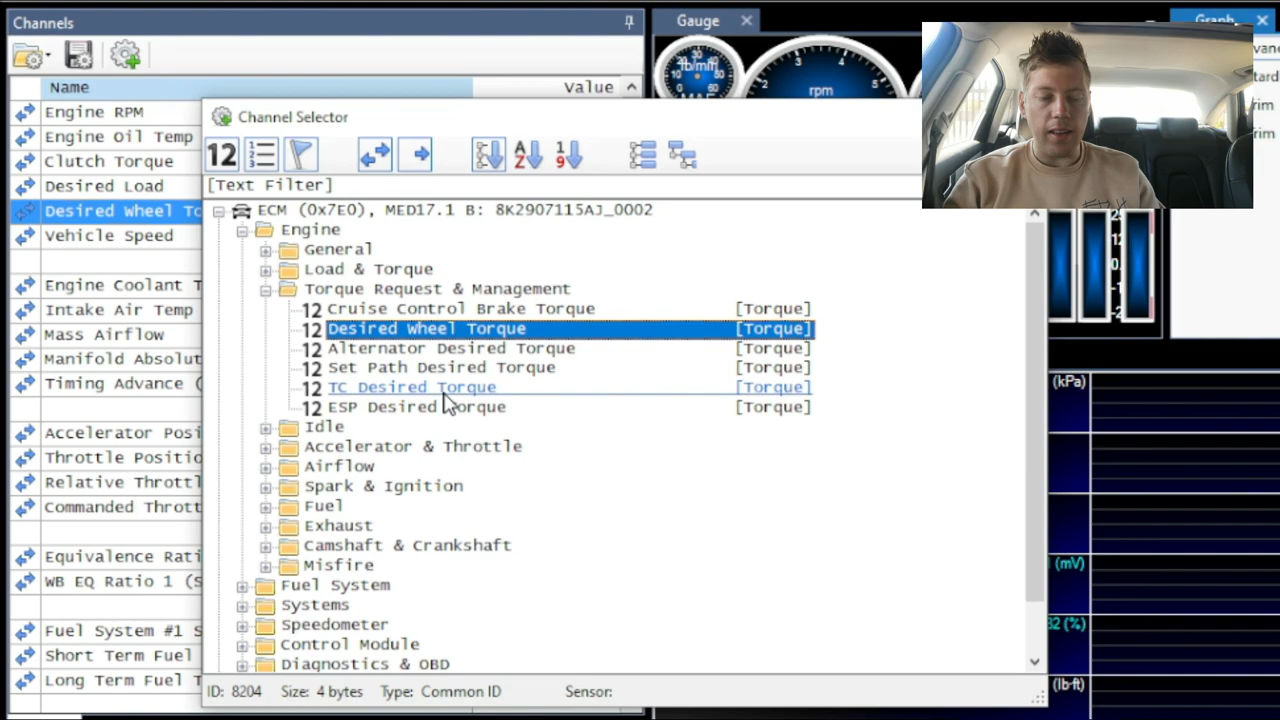 Channels
Gauge
Graph
Name
Value
Engine RPM
Engine Oil Temp
Clutch Torque
Desired Load
Desired Wheel To
Vehicle Speed
Engine Coolant T
Intake Air Temp
Mass Airflow
Manifold Absolut
Timing Advance (
Accelerator Posi
Throttle Positio
Relative Throttl
Commanded Thrott
Equivalence Rati
WB EQ Ratio 1 (S
Fuel System #1 S
Short Term Fuel
Long Term Fuel T
Channel Selector
[Text Filter]
ECM (0x7E0), MED17.1 B: 8K2907115AJ_0002
Engine
General
Load & Torque
Torque Request & Management
12 Cruise Control Brake Torque [Torque]
12 Desired Wheel Torque [Torque]
12 Alternator Desired Torque [Torque]
12 Set Path Desired Torque [Torque]
12 TC Desired Torque [Torque]
12 ESP Desired Torque [Torque]
Idle
Accelerator & Throttle
Airflow
Spark & Ignition
Fuel
Exhaust
Camshaft & Crankshaft
Misfire
Fuel System
Systems
Speedometer
Control Module
Diagnostics & OBD
ID: 8204 Size: 4 bytes Type: Common ID Sensor:
lb/min
rpm
(kPa)
(mV)
(%)
(lb·ft)